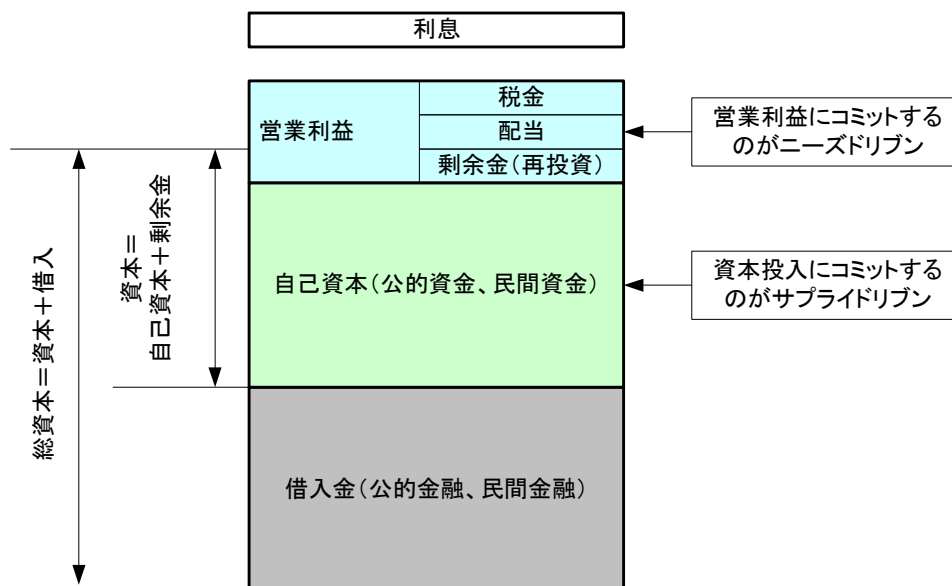 利息
営業利益
税金
配当
剰余金(再投資)
営業利益にコミットする
のがニーズドリブン
総資本＝資本＋借入
資本＝
自己資本＋剰余金
自己資本(公的資金、民間資金)
資本投入にコミットする
のがサプライドリブン
借入金(公的金融、民間金融)